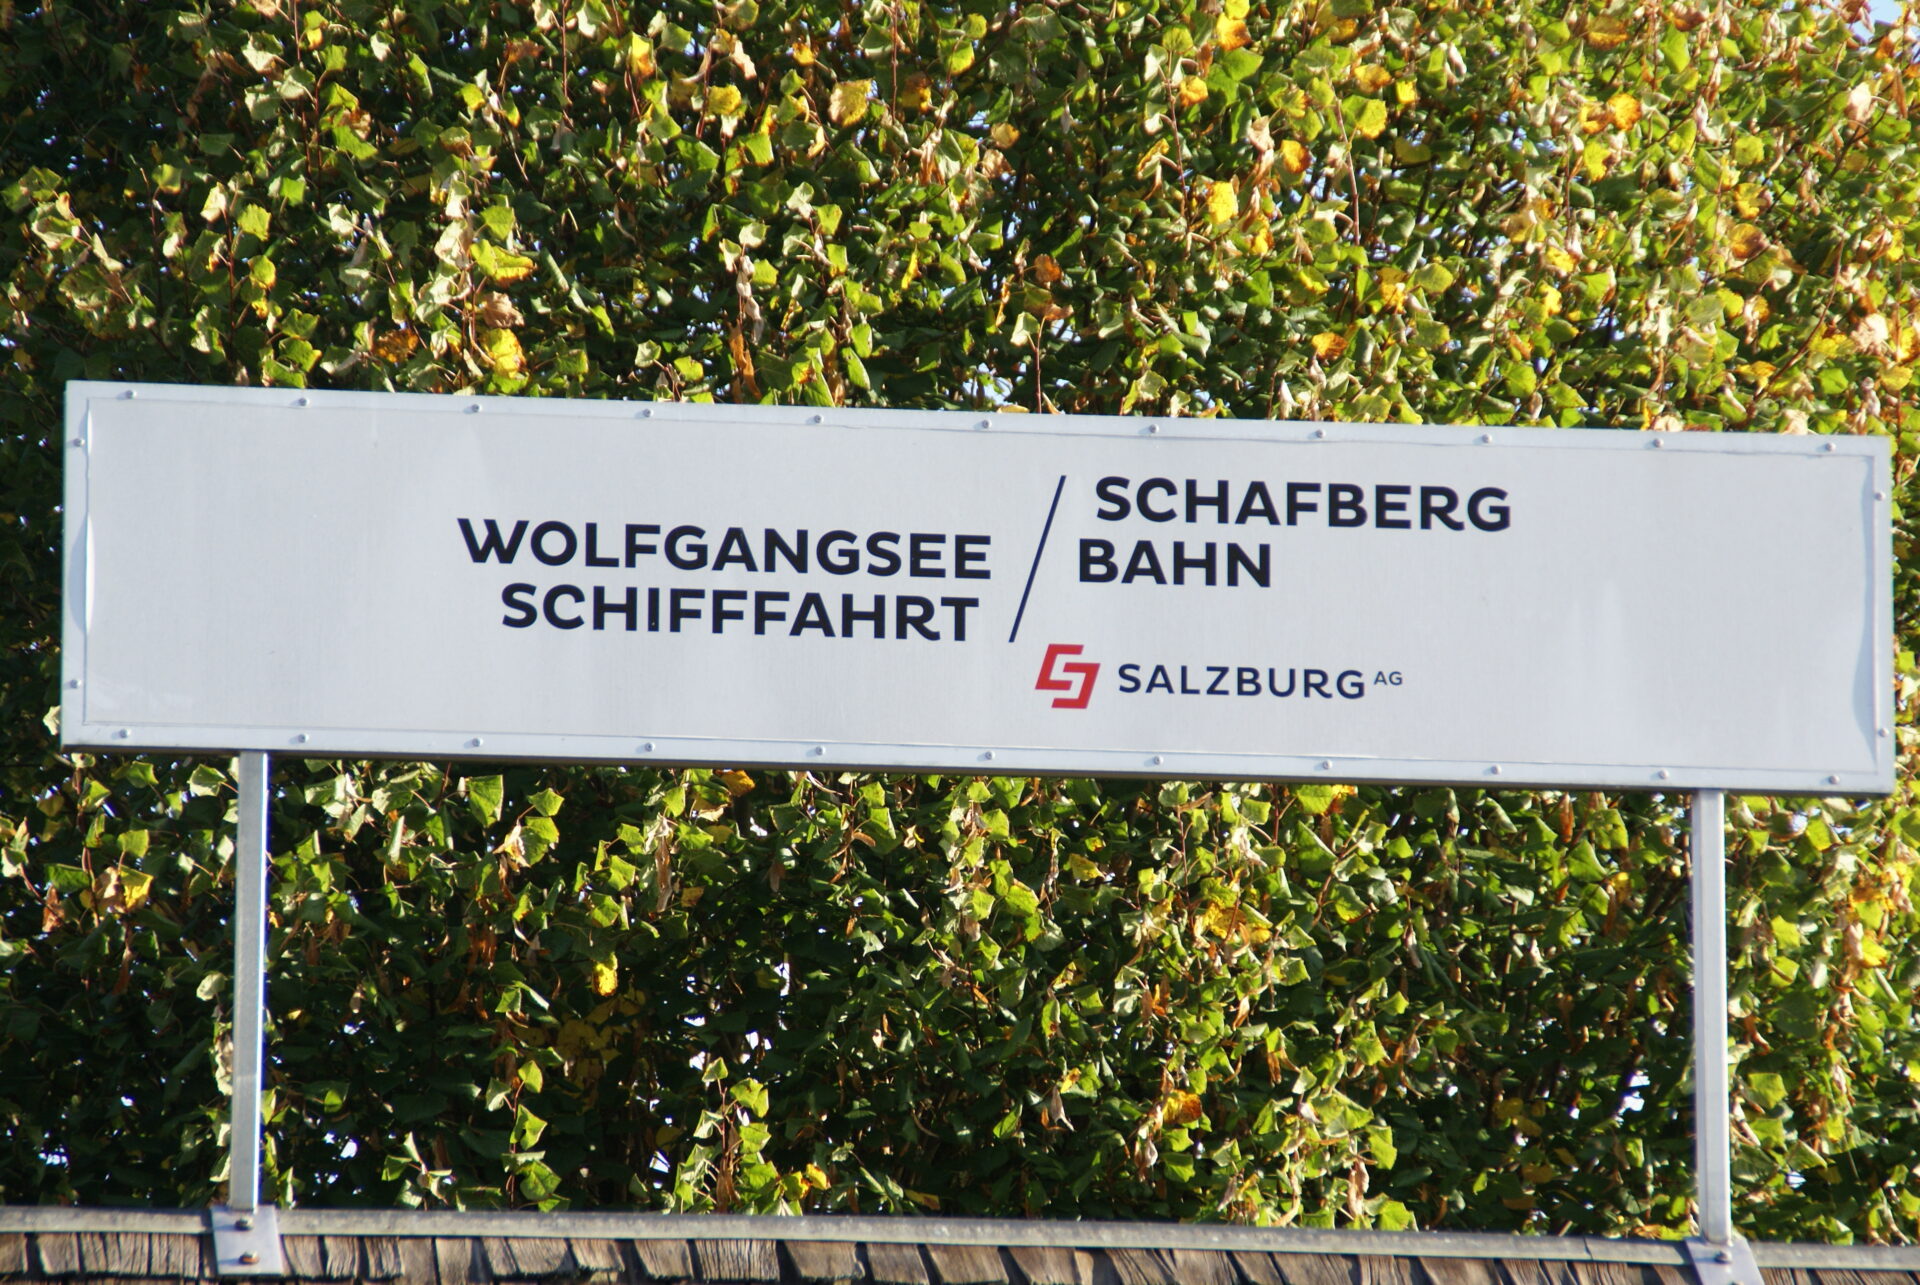 WOLFGANGSEE
SCHIFFFAHRT
SCHAFBERG
BAHN
SALZBURG AG